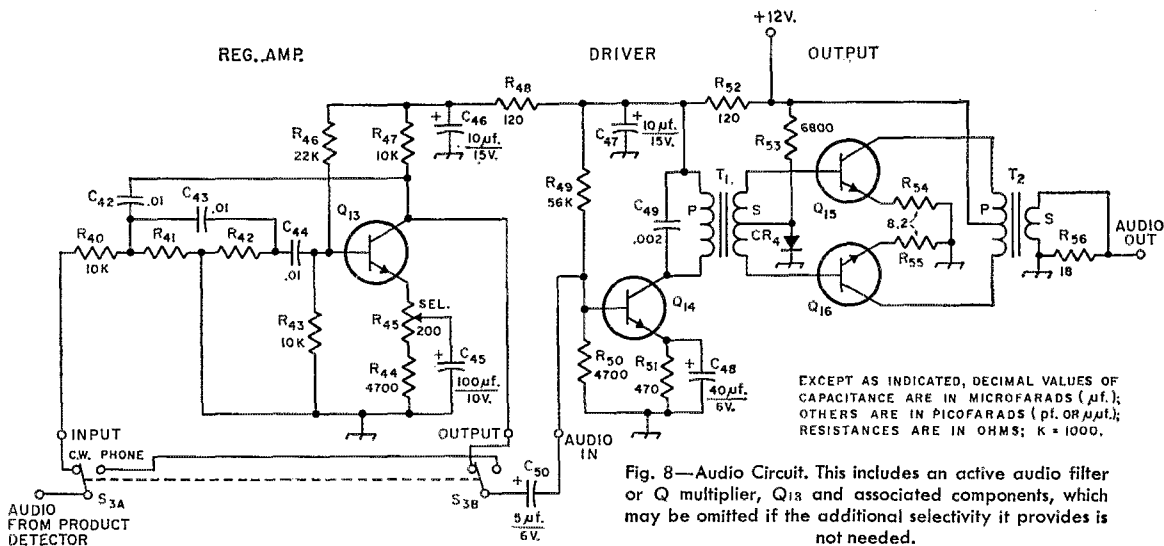 +12V.
REG. AMP.
DRIVER
OUTPUT
R48
120
R52
120
R46
22K
R47
10K
+ C46
10µf.
15V.
C47
+ 10µf.
15V.
R53
6800
R49
56K
C42 .01
C43
.01
C44
.01
Q13
R40
10K
R41
R42
C49
.002
P
T1
S
CR4
Q15
R54
8.2
R55
Q16
T2
P
S
R56
18
AUDIO
OUT
SEL.
R45
200
R43
10K
R44
4700
+ C45
100µf.
10V.
Q14
R50
4700
R51
470
+ C48
40µf.
6V.
EXCEPT AS INDICATED, DECIMAL VALUES OF
CAPACITANCE ARE IN MICROFARADS (µf.);
OTHERS ARE IN PICOFARADS (pf. OR µµf.);
RESISTANCES ARE IN OHMS; K = 1000.
INPUT
C.W. PHONE
S3A
AUDIO
FROM PRODUCT
DETECTOR
OUTPUT
S3B
+ C50
5µf.
6V.
AUDIO
IN
Fig. 8—Audio Circuit. This includes an active audio filter
or Q multiplier, Q13 and associated components, which
may be omitted if the additional selectivity it provides is
not needed.